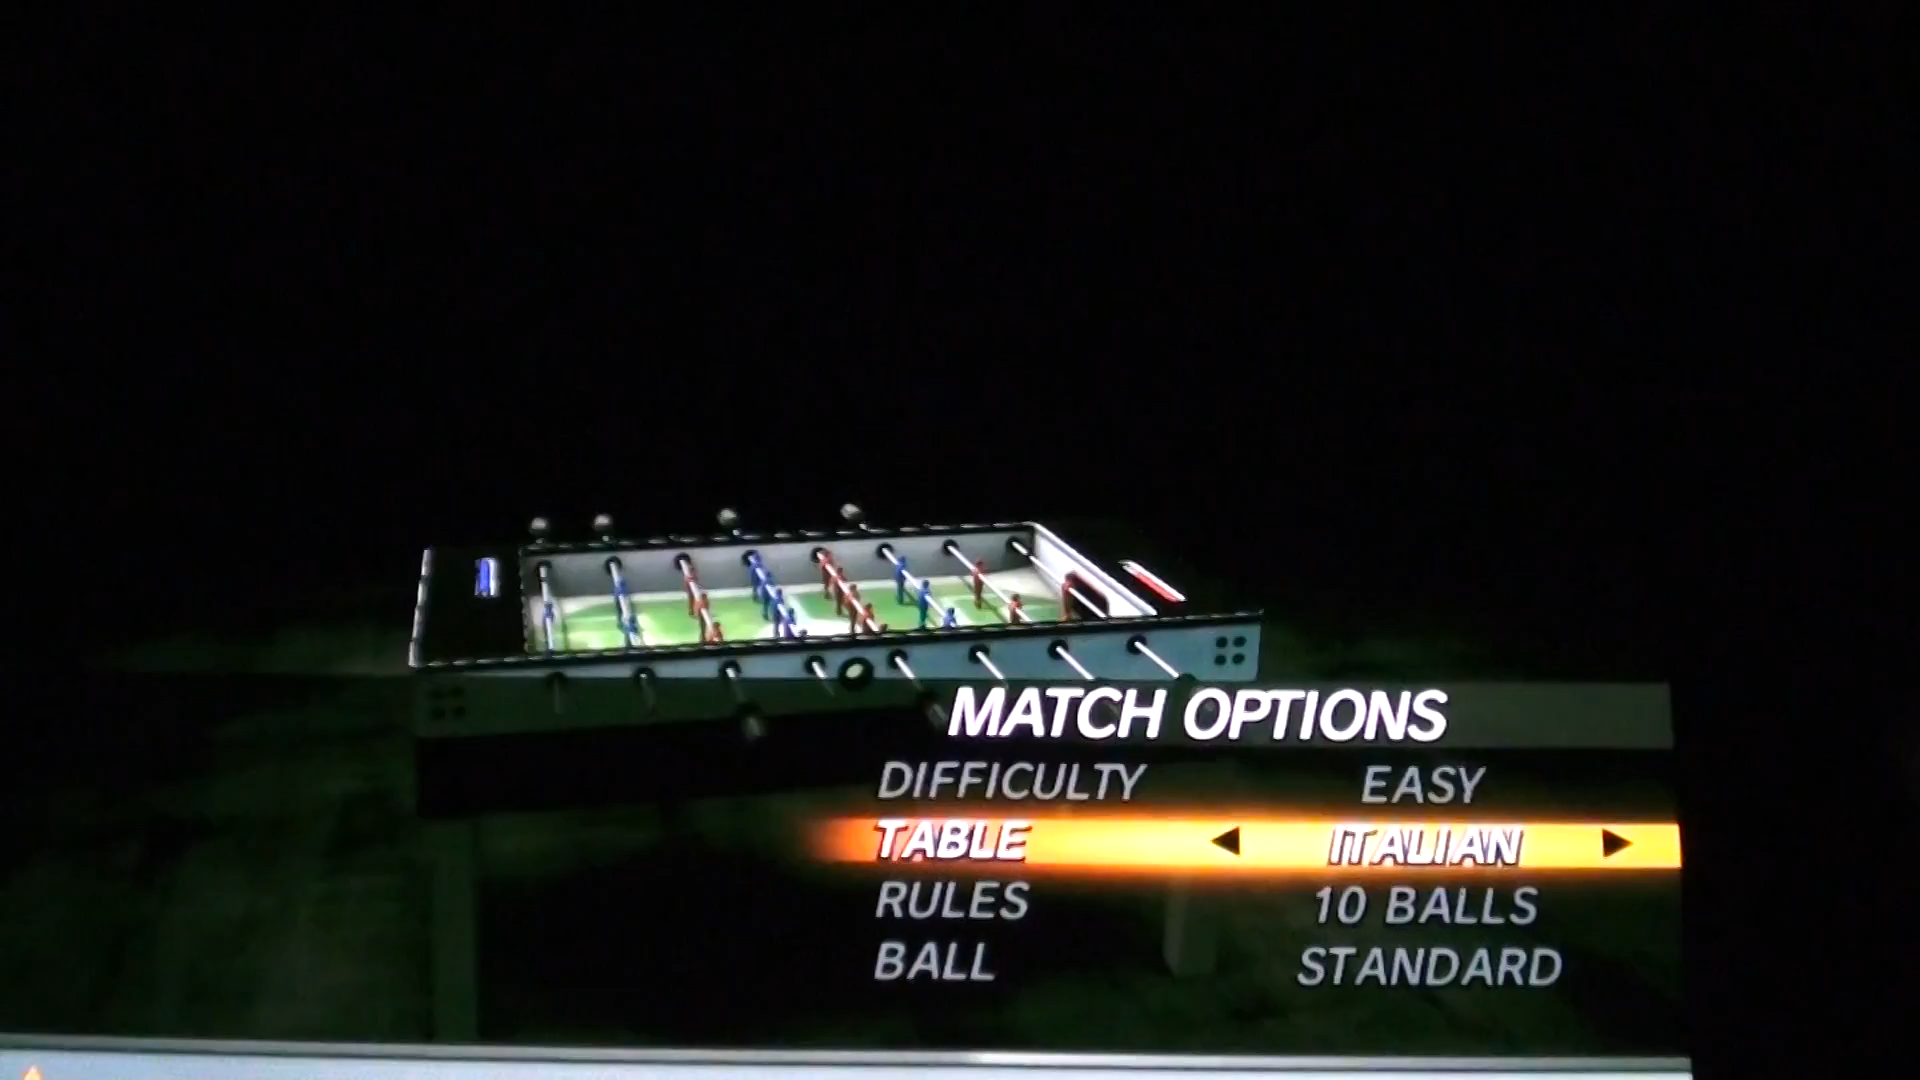 MATCH OPTIONS
DIFFICULTY EASY
TABLE ITALIAN
RULES 10 BALLS
BALL STANDARD